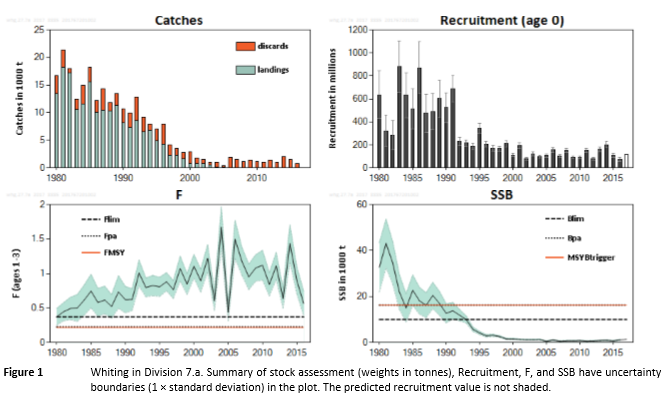 Catches
Recruitment (age 0)
Catches in 1000 t
25
20
15
10
5
0
discards
landings
1980
1990
2000
2010
Recruitment in millions
1200
1000
800
600
400
200
0
1980 1985 1990 1995 2000 2005 2010 2015
F
SSB
F (ages 1 -3)
2
1.5
1
0.5
0
Flim
Fpa
FMSY
1980 1985 1990 1995 2000 2005 2010 2015
SSB in 1000 t
60
40
20
0
Blim
Bpa
MSYBtrigger
1980 1985 1990 1995 2000 2005 2010 2015
Figure 1 Whiting in Division 7.a. Summary of stock assessment (weights in tonnes), Recruitment, F, and SSB have uncertainty
boundaries (1 × standard deviation) in the plot. The predicted recruitment value is not shaded.